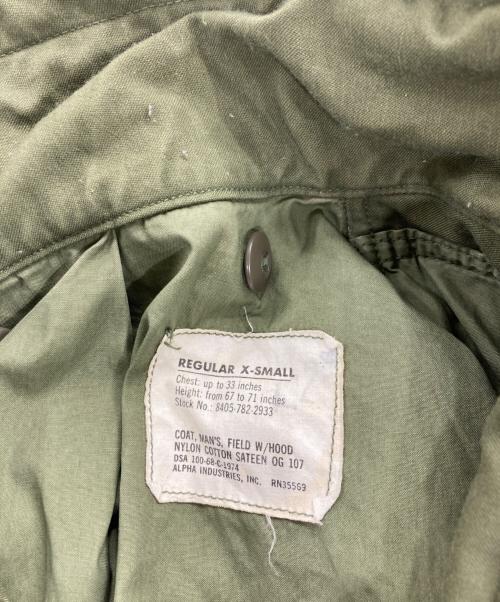 REGULAR X-SMALL
Chest: up to 33 inches
Height: from 67 to 71 inches
Stock No.: 8405-782-2933
COAT, MAN'S, FIELD W/HOOD
NYLON COTTON SATEEN OG 107
DSA 100-68-C-1974
ALPHA INDUSTRIES, INC. RN35569